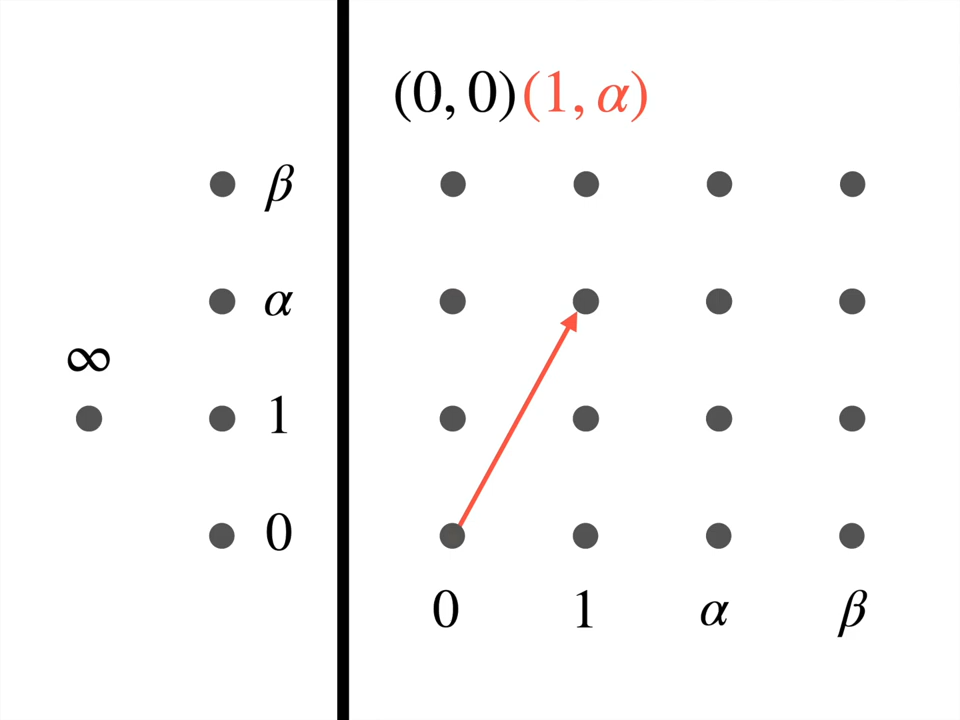 (0, 0)(1, α)
β
α
∞
1
0
0 1 α β